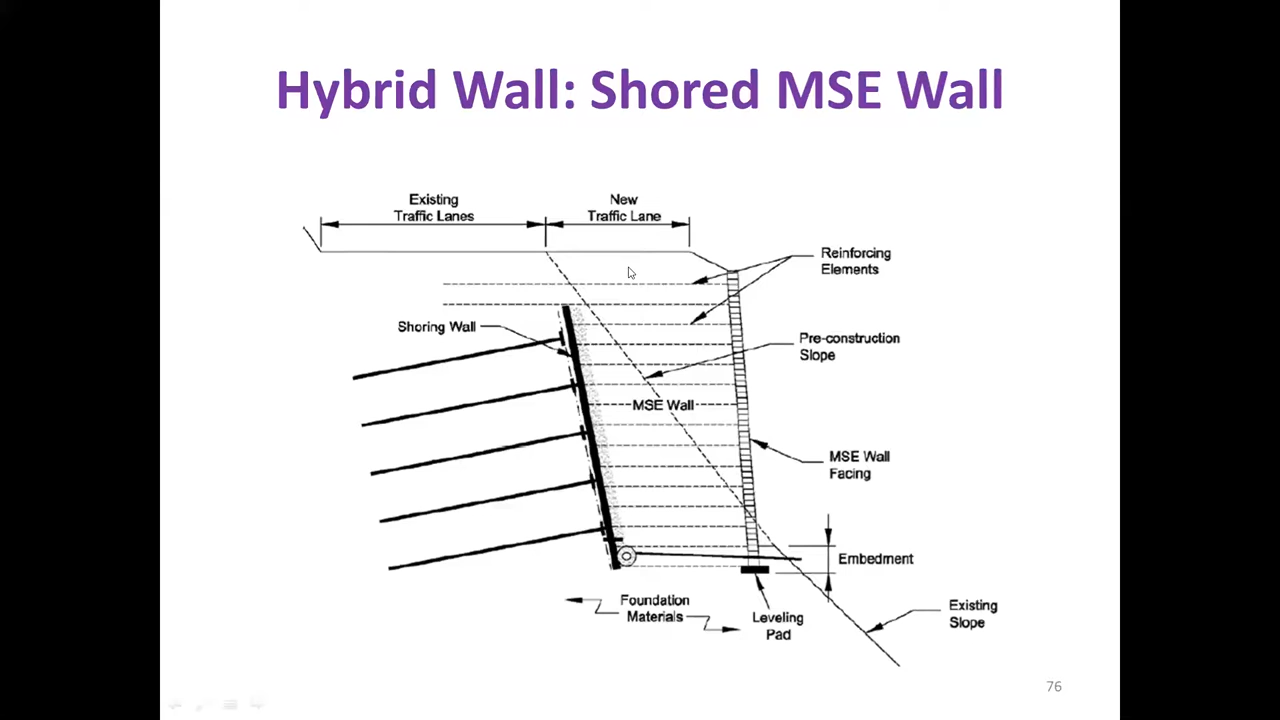 Hybrid Wall: Shored MSE Wall
Existing
Traffic Lanes
New
Traffic Lane
Reinforcing
Elements
Shoring Wall
Pre-construction
Slope
MSE Wall
MSE Wall
Facing
Embedment
Foundation
Materials
Leveling
Pad
Existing
Slope
76